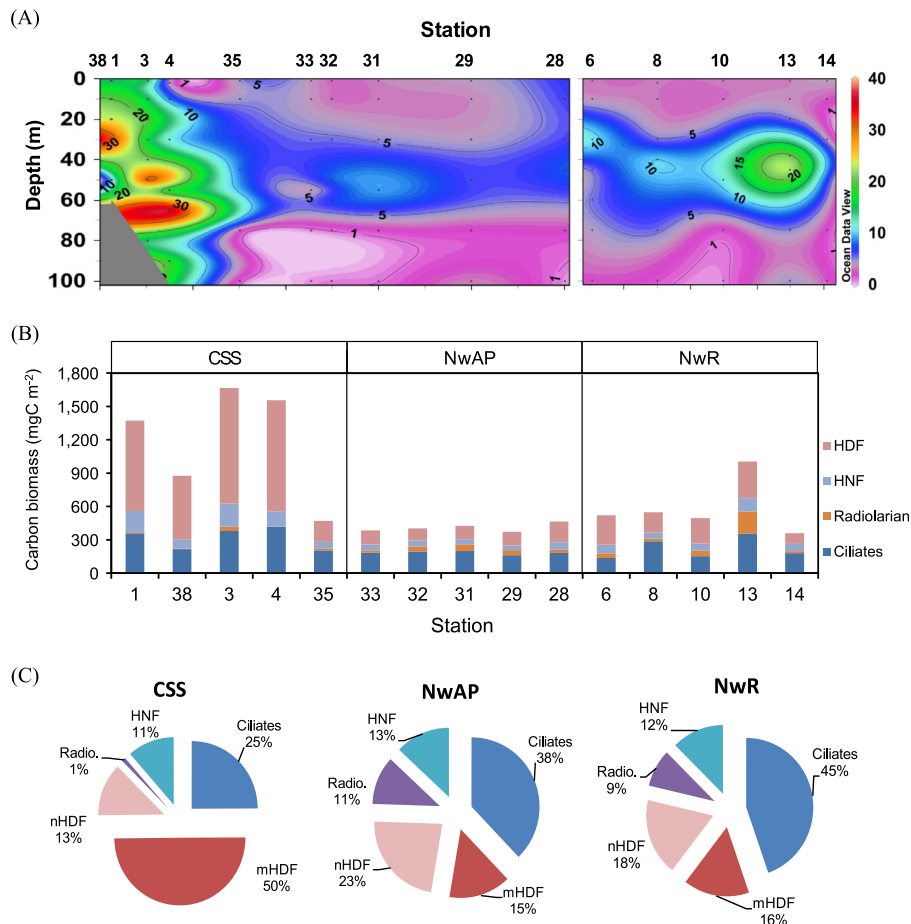 (A)
Station
38 1 3 4 35 33 32 31 29 28 6 8 10 13 14
Depth (m)
0
20
40
60
80
100
20
30
10
20
30
10
1
5
5
5
5
1
1
10
5
10
15
20
10
5
1
1
1
Ocean Data View
40
30
20
10
0
(B)
CSS NwAP NwR
Carbon biomass (mgC m⁻²)
1,800
1,500
1,200
900
600
300
0
HDF
HNF
Radiolarian
Ciliates
1 38 3 4 35 33 32 31 29 28 6 8 10 13 14
Station
(C)
CSS
HNF
11%
Ciliates
25%
Radio.
1%
nHDF
13%
mHDF
50%
NwAP
HNF
13%
Ciliates
38%
Radio.
11%
nHDF
23%
mHDF
15%
NwR
HNF
12%
Ciliates
45%
Radio.
9%
nHDF
18%
mHDF
16%